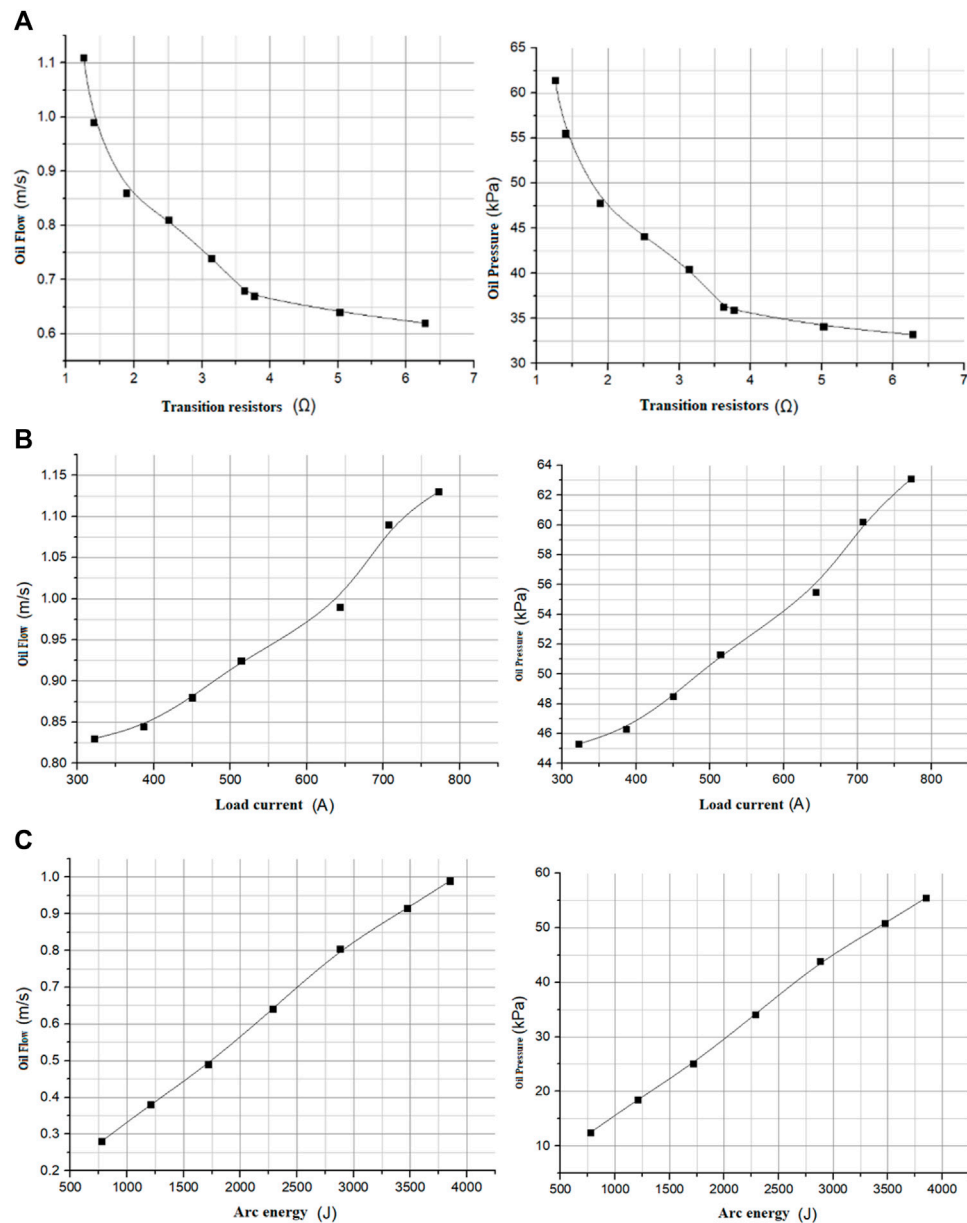 A
Oil Flow (m/s)
1.1
1.0
0.9
0.8
0.7
0.6
1 2 3 4 5 6 7
Transition resistors (Ω)
Oil Pressure (kPa)
65
60
55
50
45
40
35
30
1 2 3 4 5 6 7
Transition resistors (Ω)
B
Oil Flow (m/s)
1.15
1.10
1.05
1.00
0.95
0.90
0.85
0.80
300 400 500 600 700 800
Load current (A)
Oil Pressure (kPa)
64
62
60
58
56
54
52
50
48
46
44
300 400 500 600 700 800
Load current (A)
C
Oil Flow (m/s)
1.0
0.9
0.8
0.7
0.6
0.5
0.4
0.3
0.2
500 1000 1500 2000 2500 3000 3500 4000
Arc energy (J)
Oil Pressure (kPa)
60
50
40
30
20
10
500 1000 1500 2000 2500 3000 3500 4000
Arc energy (J)